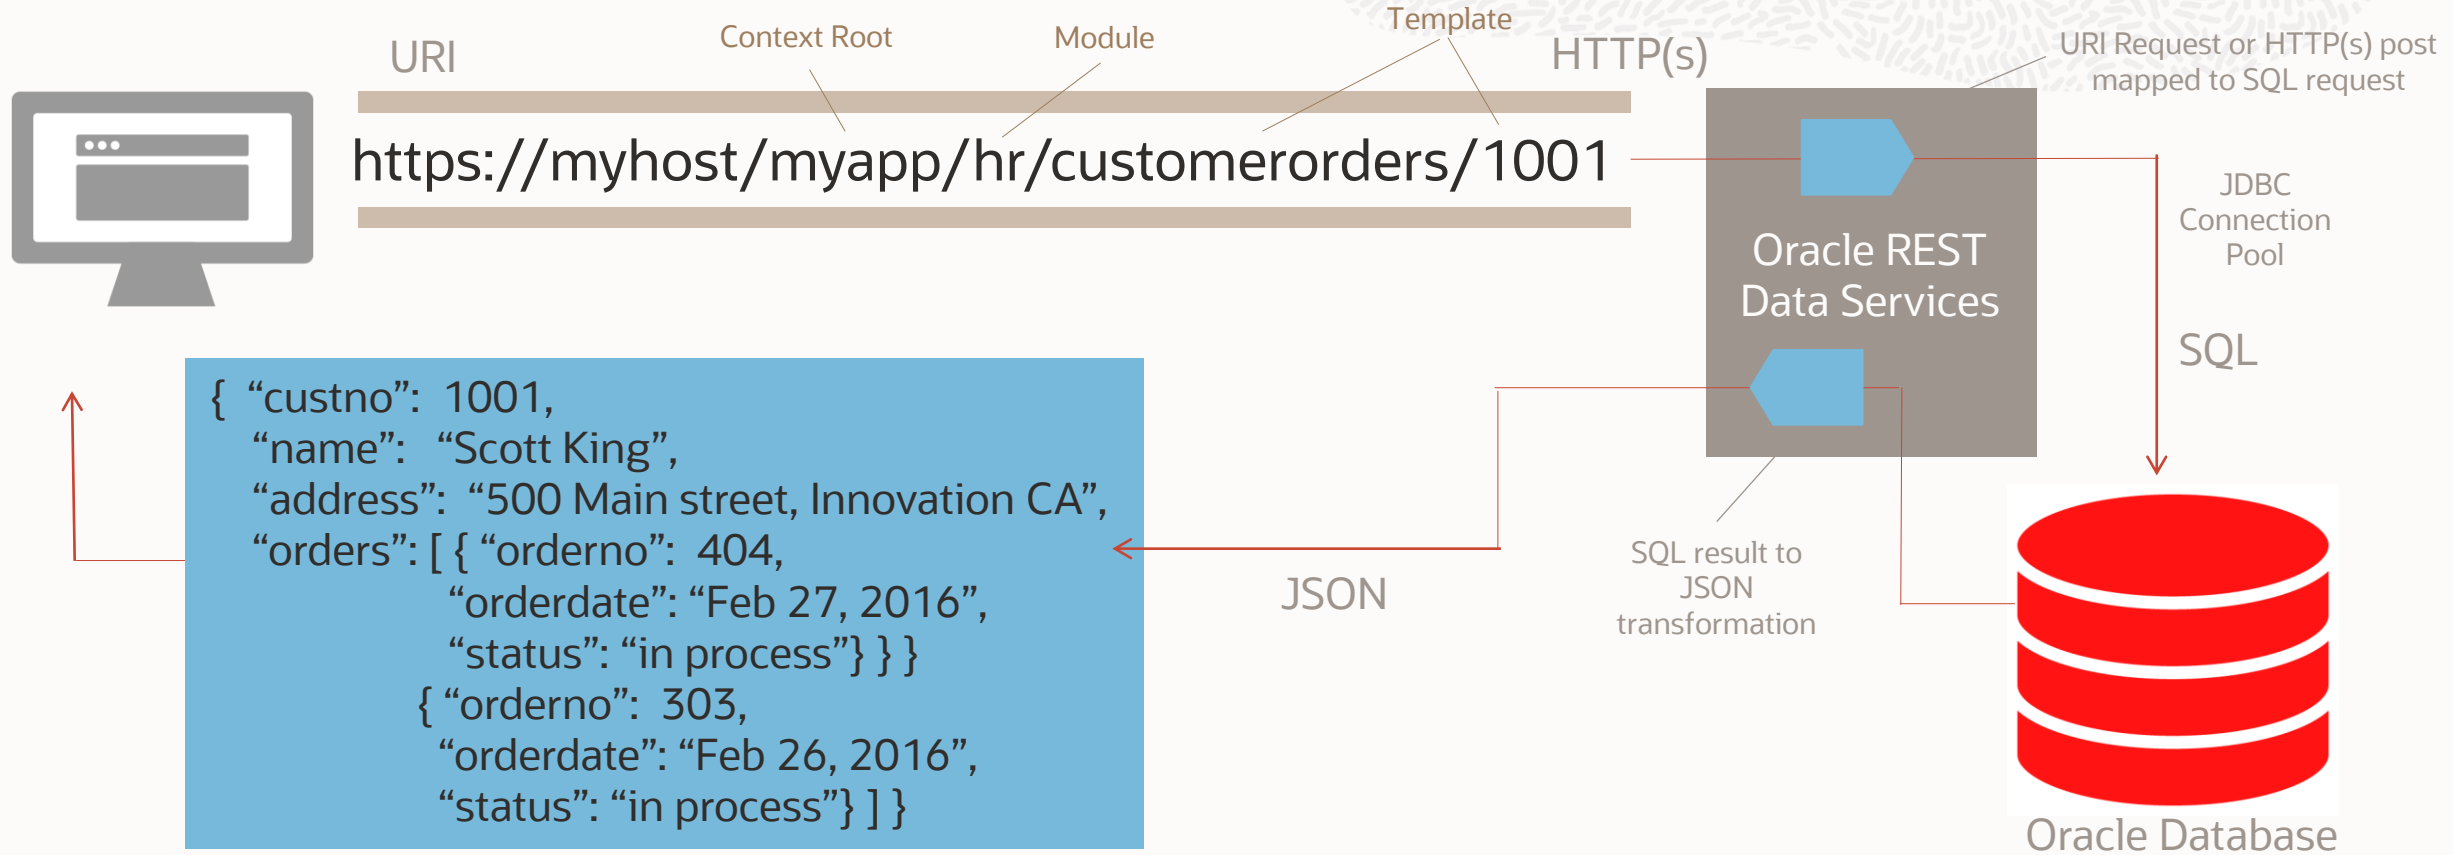 URI
Context Root
Module
Template
HTTP(s)
URI Request or HTTP(s) post
mapped to SQL request
https://myhost/myapp/hr/customerorders/1001
JDBC
Connection
Pool
Oracle REST
Data Services
SQL
{ “custno”: 1001,
“name”: “Scott King”,
“address”: “500 Main street, Innovation CA”,
“orders”: [ { “orderno”: 404,
“orderdate”: “Feb 27, 2016”,
“status”: “in process”} } }
{ “orderno”: 303,
“orderdate”: “Feb 26, 2016”,
“status”: “in process”} ] }
JSON
SQL result to
JSON
transformation
Oracle Database